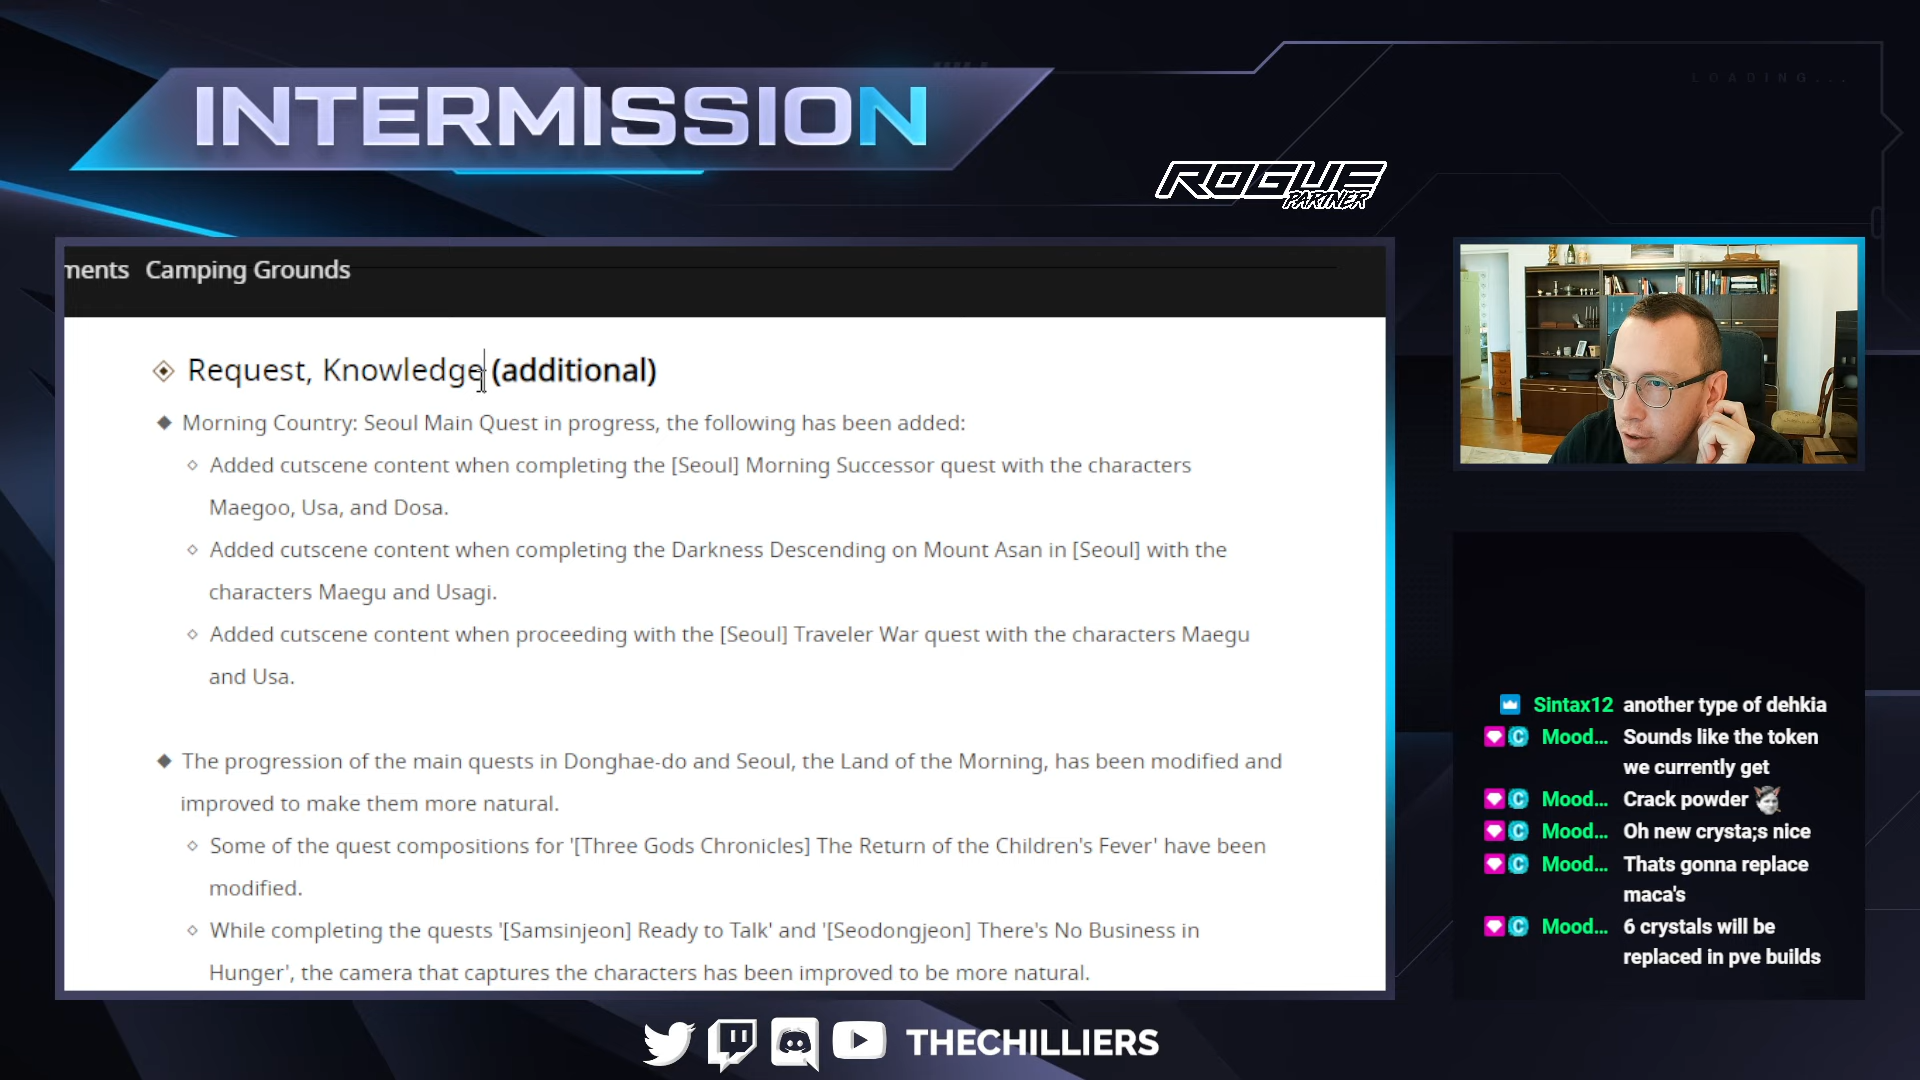 INTERMISSION
LOADING...
ROGUE
PARTNER
ments Camping Grounds
Request, Knowledge (additional)
Morning Country: Seoul Main Quest in progress, the following has been added:
Added cutscene content when completing the [Seoul] Morning Successor quest with the characters
Maegoo, Usa, and Dosa.
Added cutscene content when completing the Darkness Descending on Mount Asan in [Seoul] with the
characters Maegu and Usagi.
Added cutscene content when proceeding with the [Seoul] Traveler War quest with the characters Maegu
and Usa.
The progression of the main quests in Donghae-do and Seoul, the Land of the Morning, has been modified and
improved to make them more natural.
Some of the quest compositions for '[Three Gods Chronicles] The Return of the Children's Fever' have been
modified.
While completing the quests '[Samsinjeon] Ready to Talk' and '[Seodongjeon] There's No Business in
Hunger', the camera that captures the characters has been improved to be more natural.
Sintax12 another type of dehkia
Mood... Sounds like the token
we currently get
Mood... Crack powder
Mood... Oh new crysta;s nice
Mood... Thats gonna replace
maca's
Mood... 6 crystals will be
replaced in pve builds
THECHILLIERS